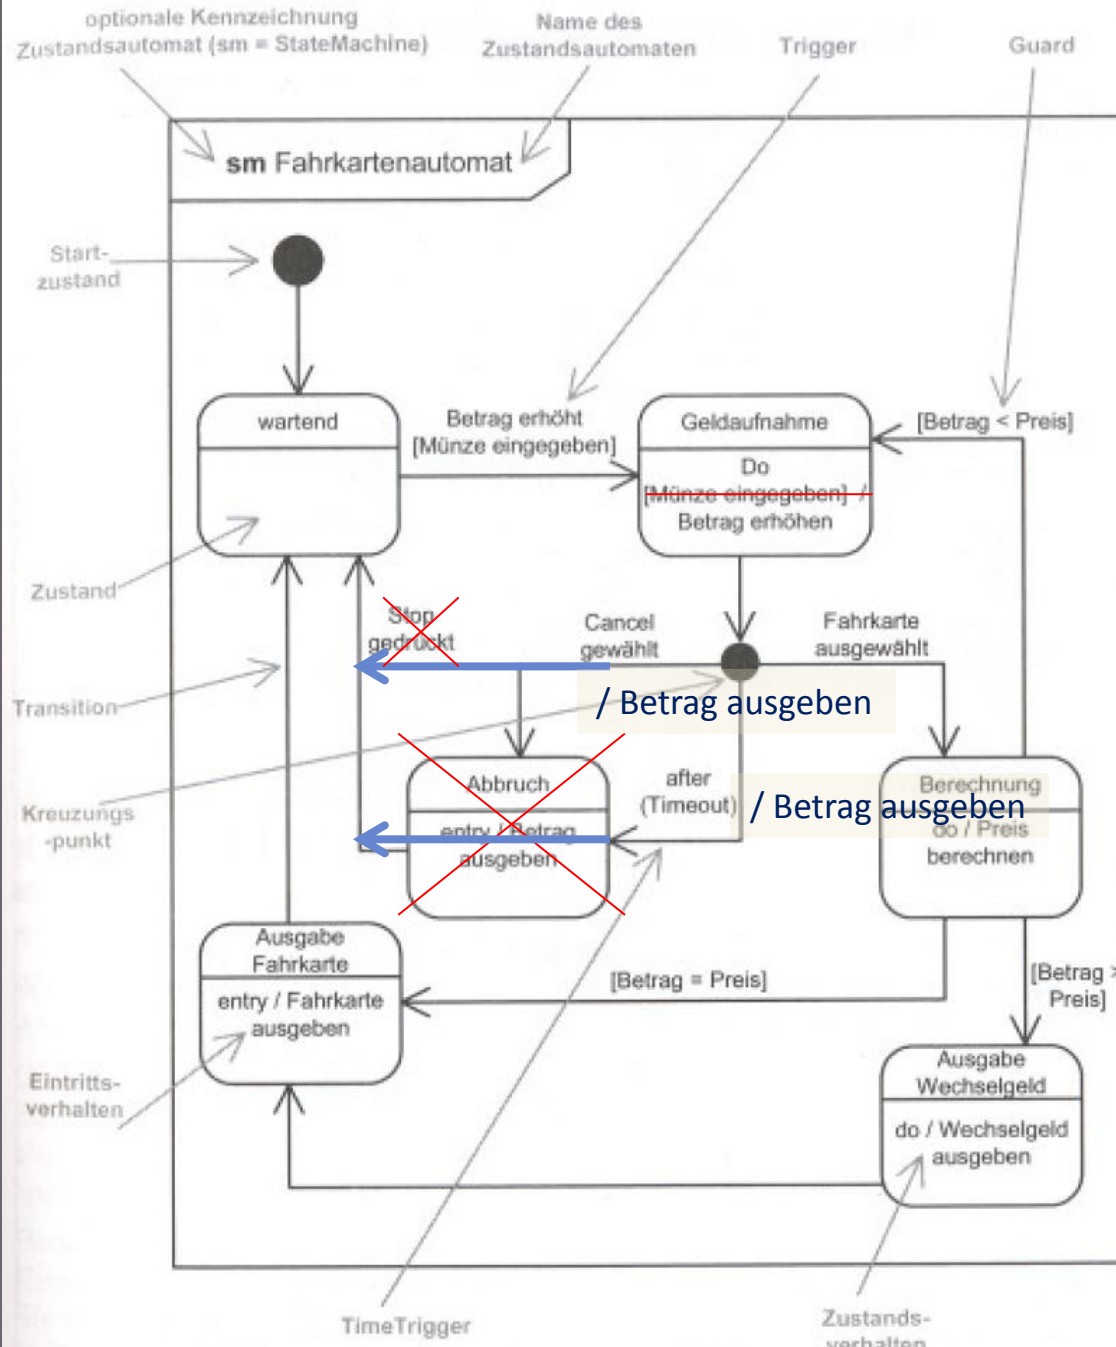 optionale Kennzeichnung
Zustandsautomat (sm = StateMachine)
Name des
Zustandsautomaten
Trigger
Guard
sm Fahrkartenautomat
Start-
zustand
wartend
Betrag erhöht
[Münze eingegeben]
Geldaufnahme
Do
[Münze eingegeben] /
Betrag erhöhen
[Betrag < Preis]
Zustand
Stop
gedrückt
Cancel
gewählt
Fahrkarte
ausgewählt
Transition
/ Betrag ausgeben
Abbruch
entry / Betrag
ausgeben
after
(Timeout)
/ Betrag ausgeben
Berechnung
do / Preis
berechnen
Kreuzungs
-punkt
Ausgabe
Fahrkarte
entry / Fahrkarte
ausgeben
[Betrag = Preis]
[Betrag >
Preis]
Eintritts-
verhalten
Ausgabe
Wechselgeld
do / Wechselgeld
ausgeben
TimeTrigger
Zustands-
verhalten